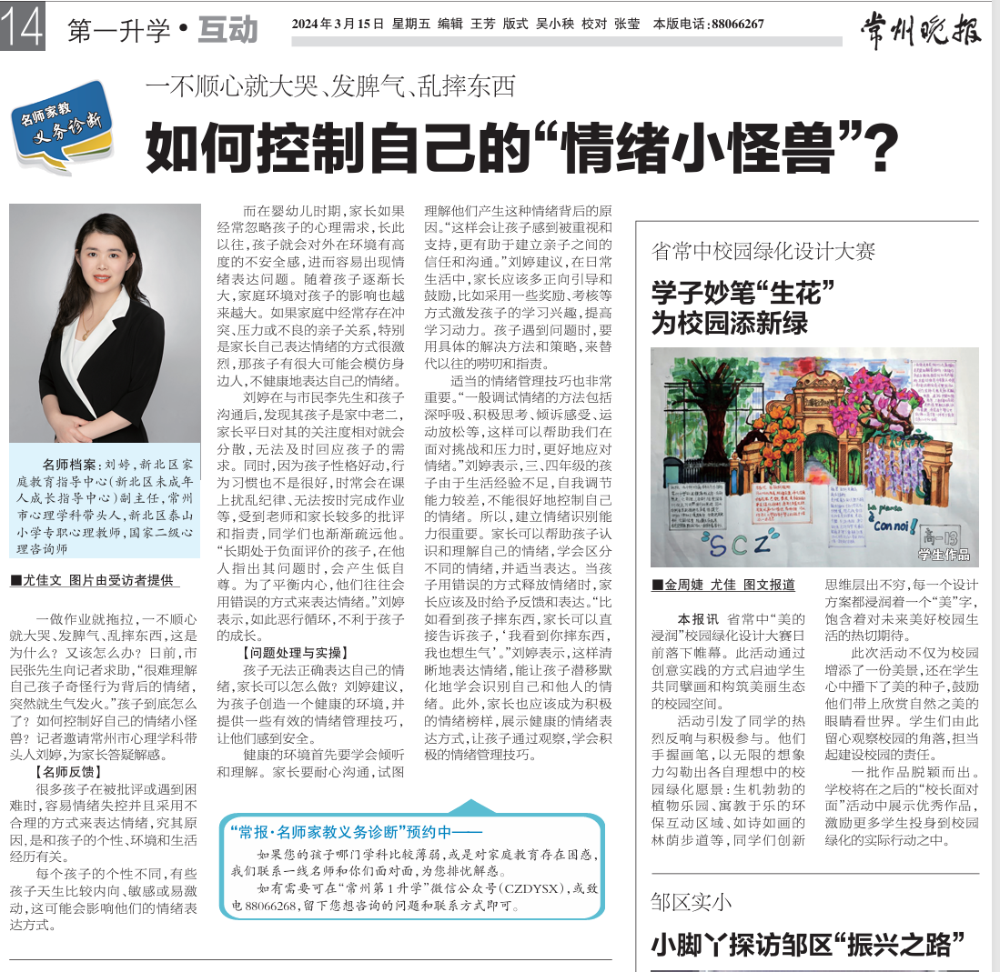 14
第一升学·互动
2024年3月15日 星期五 编辑 王芳 版式 吴小秧 校对 张莹 本版电话:88066267
常州晚报
名师家教
义务诊断
一不顺心就大哭、发脾气、乱摔东西
如何控制自己的“情绪小怪兽”?
名师档案:刘婷,新北区家
庭教育指导中心(新北区未成年
人成长指导中心)副主任,常州
市心理学科带头人,新北区泰山
小学专职心理教师,国家二级心
理咨询师
■尤佳文 图片由受访者提供
一做作业就拖拉,一不顺心
就大哭、发脾气、乱摔东西,这是
为什么?又该怎么办?日前,市
民张先生向记者求助,“很难理解
自己孩子奇怪行为背后的情绪,
突然就生气发火。”孩子到底怎么
了?如何控制好自己的情绪小怪
兽?记者邀请常州市心理学科带
头人刘婷,为家长答疑解惑。
【名师反馈】
很多孩子在被批评或遇到困
难时,容易情绪失控并且采用不
合理的方式来表达情绪,究其原
因,是和孩子的个性、环境和生活
经历有关。
每个孩子的个性不同,有些
孩子天生比较内向、敏感或易激
动,这可能会影响他们的情绪表
达方式。
而在婴幼儿时期,家长如果
经常忽略孩子的心理需求,长此
以往,孩子就会对外在环境有高
度的不安全感,进而容易出现情
绪表达问题。随着孩子逐渐长
大,家庭环境对孩子的影响也越
来越大。如果家庭中经常存在冲
突、压力或不良的亲子关系,特别
是家长自己表达情绪的方式很激
烈,那孩子有很大可能会模仿身
边人,不健康地表达自己的情绪。
刘婷在与市民李先生和孩子
沟通后,发现其孩子是家中老二,
家长平日对其的关注度相对就会
分散,无法及时回应孩子的需
求。同时,因为孩子性格好动,行
为习惯也不是很好,时常会在课
上扰乱纪律、无法按时完成作业
等,受到老师和家长较多的批评
和指责,同学们也渐渐疏远他。
“长期处于负面评价的孩子,在他
人指出其问题时,会产生低自
尊。为了平衡内心,他们往往会
用错误的方式来表达情绪。”刘婷
表示,如此恶行循环,不利于孩子
的成长。
【问题处理与实操】
孩子无法正确表达自己的情
绪,家长可以怎么做?刘婷建议,
为孩子创造一个健康的环境,并
提供一些有效的情绪管理技巧,
让他们感到安全。
健康的环境首先要学会倾听
和理解。家长要耐心沟通,试图
理解他们产生这种情绪背后的原
因。“这样会让孩子感到被重视和
支持,更有助于建立亲子之间的
信任和沟通。”刘婷建议,在日常
生活中,家长应该多正向引导和
鼓励,比如采用一些奖励、考核等
方式激发孩子的学习兴趣,提高
学习动力。孩子遇到问题时,要
用具体的解决方法和策略,来替
代以往的唠叨和指责。
适当的情绪管理技巧也非常
重要。“一般调试情绪的方法包括
深呼吸、积极思考、倾诉感受、运
动放松等,这样可以帮助我们在
面对挑战和压力时,更好地应对
情绪。”刘婷表示,三、四年级的孩
子由于生活经验不足,自我调节
能力较差,不能很好地控制自己
的情绪。所以,建立情绪识别能
力很重要。家长可以帮助孩子认
识和理解自己的情绪,学会区分
不同的情绪,并适当表达。当孩
子用错误的方式释放情绪时,家
长应该及时给予反馈和表达。“比
如看到孩子摔东西,家长可以直
接告诉孩子,‘我看到你摔东西,
我也想生气’。”刘婷表示,这样清
晰地表达情绪,能让孩子潜移默
化地学会识别自己和他人的情
绪。此外,家长也应该成为积极
的情绪榜样,展示健康的情绪表
达方式,让孩子通过观察,学会积
极的情绪管理技巧。
“常报·名师家教义务诊断”预约中——
如果您的孩子哪门学科比较薄弱,或是对家庭教育存在困惑,
我们联系一线名师和你们面对面,为您排忧解惑。
如有需要可在“常州第1升学”微信公众号(CZDYSX),或致
电88066268,留下您想咨询的问题和联系方式即可。
省常中校园绿化设计大赛
学子妙笔“生花”
为校园添新绿
La pianta
è con noi!
SCZ
高一13
学生作品
■金周婕 尤佳 图文报道
本报讯 省常中“美的
浸润”校园绿化设计大赛日
前落下帷幕。此活动通过
创意实践的方式启迪学生
共同擘画和构筑美丽生态
的校园空间。
活动引发了同学的热
烈反响与积极参与。他们
手握画笔,以无限的想象
力勾勒出各自理想中的校
园绿化愿景:生机勃勃的
植物乐园、寓教于乐的环
保互动区域、如诗如画的
林荫步道等,同学们创新
思维层出不穷,每一个设计
方案都浸润着一个“美”字,
饱含着对未来美好校园生
活的热切期待。
此次活动不仅为校园
增添了一份美景,还在学生
心中播下了美的种子,鼓励
他们带上欣赏自然之美的
眼睛看世界。学生们由此
留心观察校园的角落,担当
起建设校园的责任。
一批作品脱颖而出。
学校将在之后的“校长面对
面”活动中展示优秀作品,
激励更多学生投身到校园
绿化的实际行动之中。
邹区实小
小脚丫探访邹区“振兴之路”